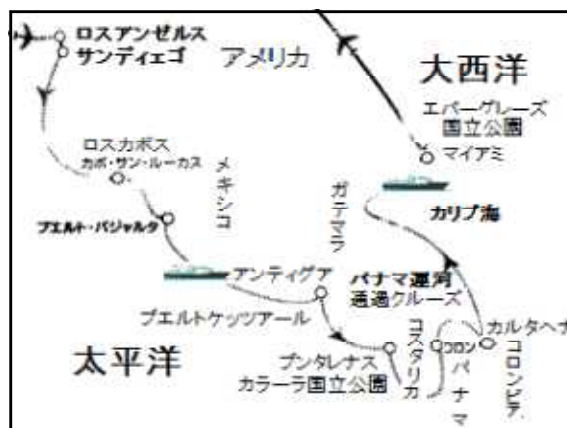 ロスアンゼルス
サンディエゴ
アメリカ
大西洋
エバーグレーズ
国立公園
マイアミ
ロスカボス
カボ・サン・ルーカス
メキシコ
ガテマラ
カリブ海
プエルト・バジャルタ
アンティグア
パナマ運河
通過クルーズ
プエルトケッツアール
太平洋
プンタレナス
カラーラ国立公園
コスタリカ
コロン
パナマ
カルタヘナ
コロンビア